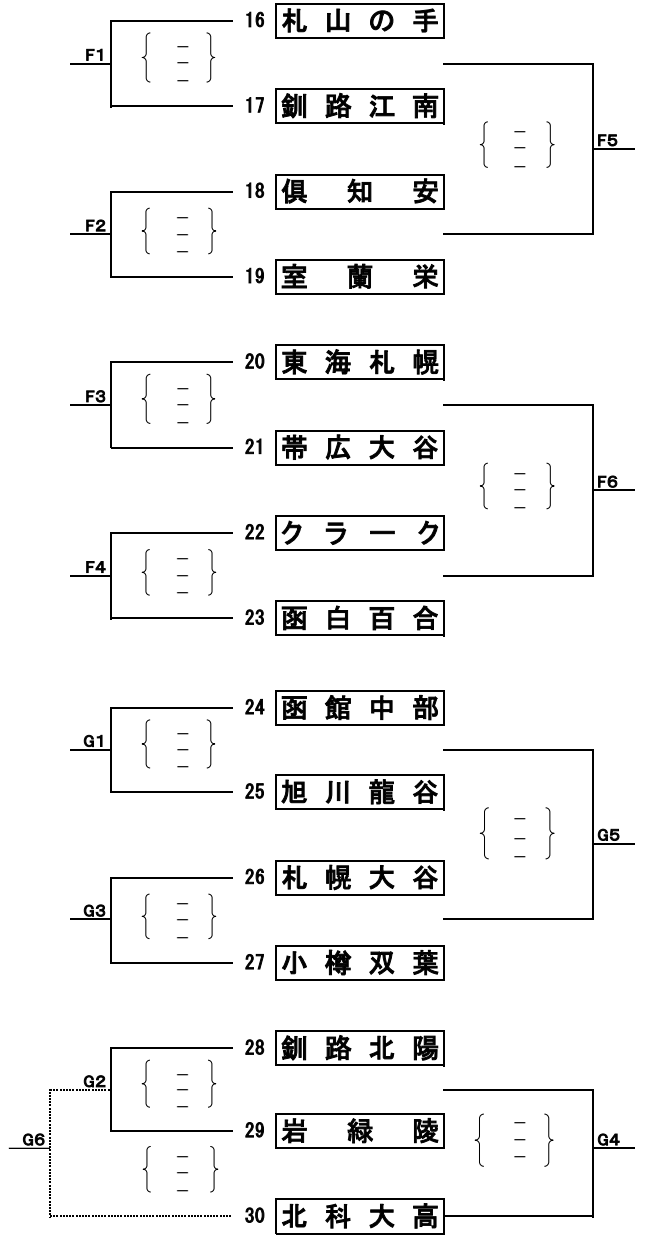 16 札山の手
F1
17 釧路江南
F5
18 倶知安
F2
19 室蘭栄
20 東海札幌
F3
21 帯広大谷
F6
22 クラーク
F4
23 函白百合
24 函館中部
G1
25 旭川龍谷
G5
26 札幌大谷
G3
27 小樽双葉
28 釧路北陽
G2
29 岩緑陵
G6
G4
30 北科大高